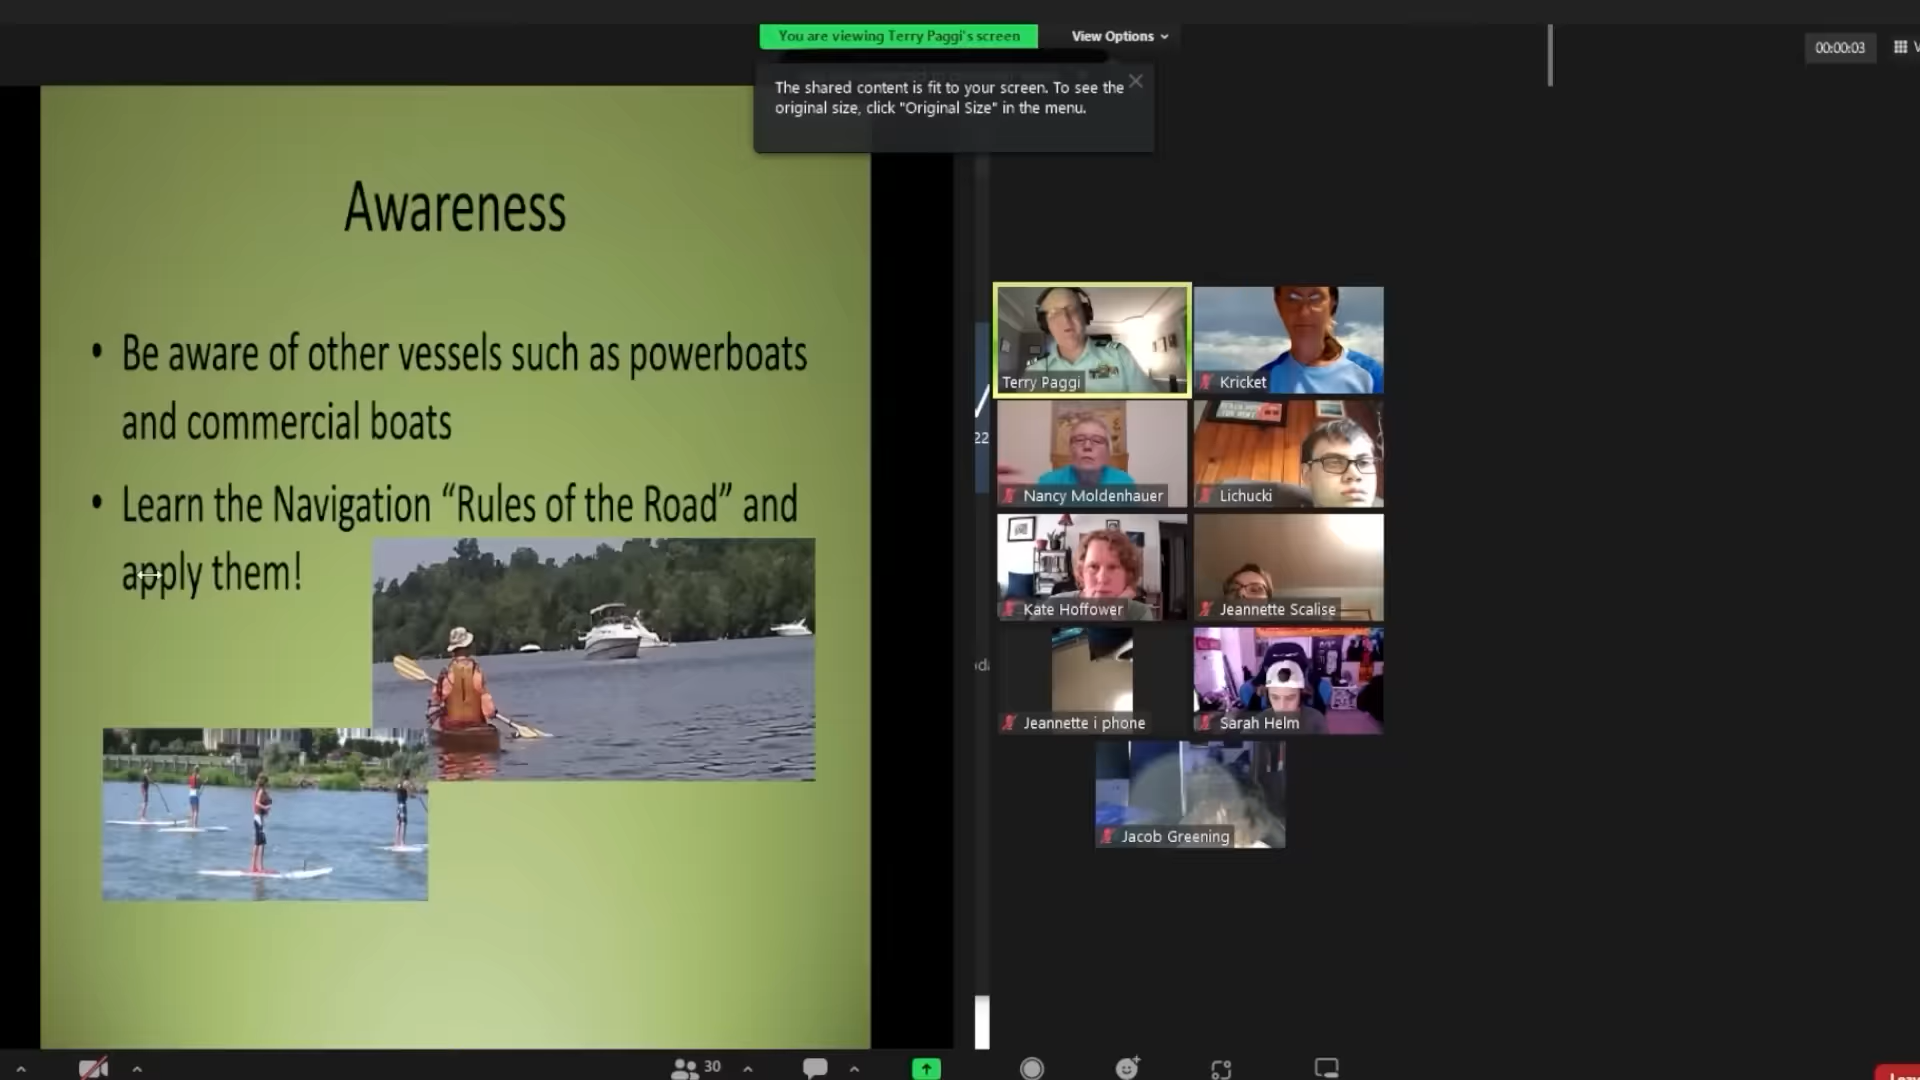 You are viewing Terry Paggi's screen
View Options
00:00:03
The shared content is fit to your screen. To see the
original size, click "Original Size" in the menu.
Awareness
• Be aware of other vessels such as powerboats
and commercial boats
• Learn the Navigation “Rules of the Road” and
apply them!
Terry Paggi
Kricket
22
Nancy Moldenhauer
Lichucki
Kate Hoffower
Jeannette Scalise
Jeannette i phone
Sarah Helm
Jacob Greening
30